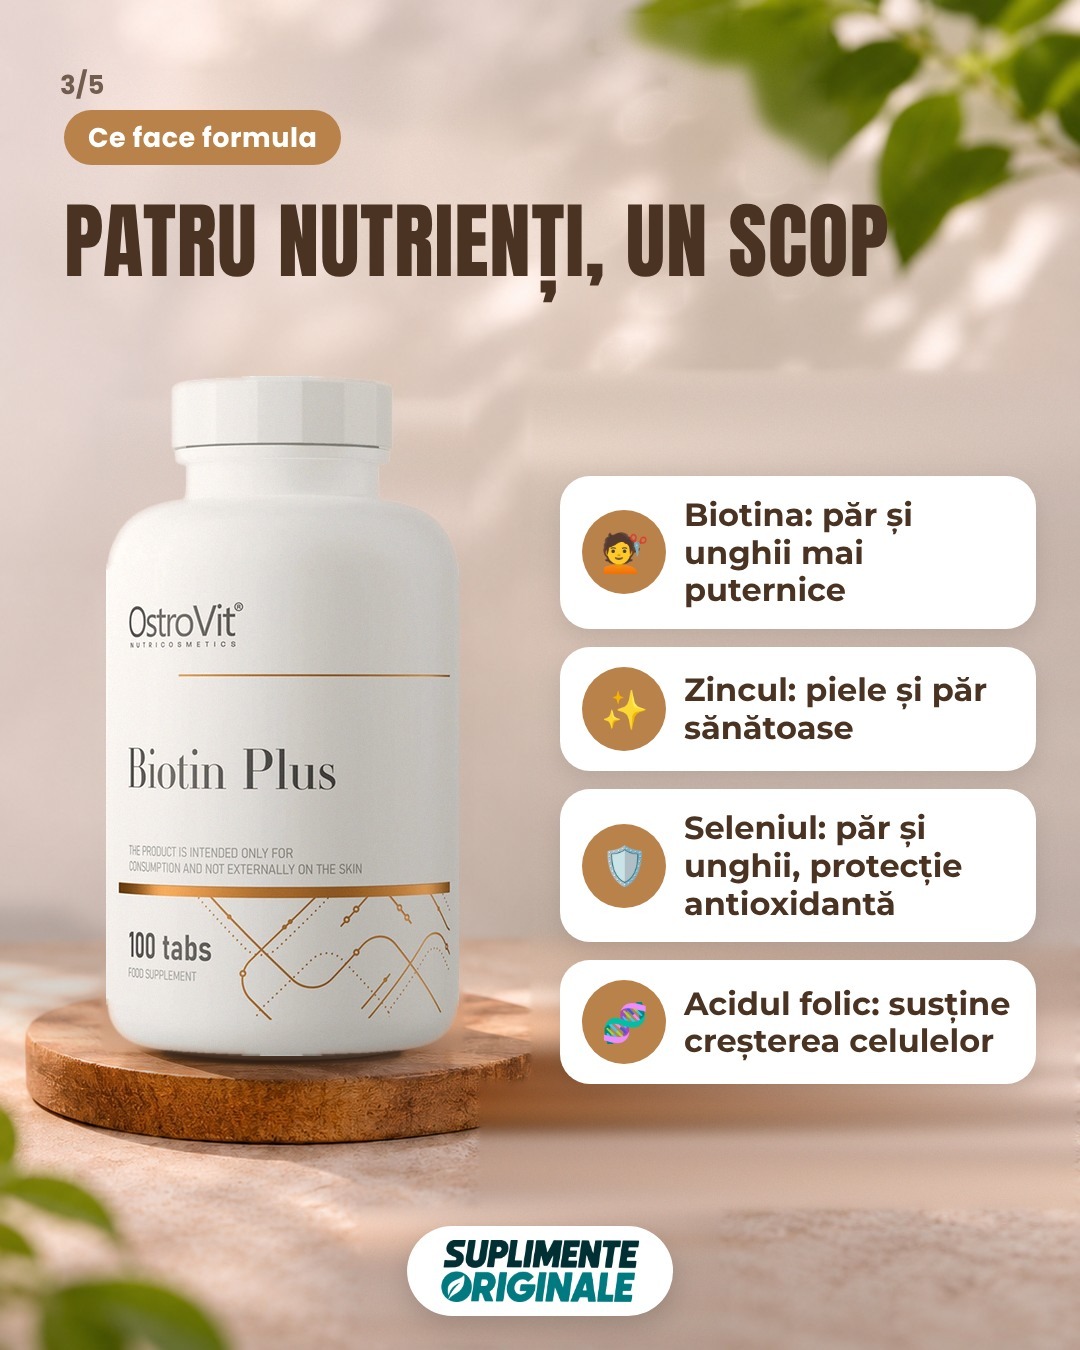 3/5
Ce face formula
PATRU NUTRIENȚI, UN SCOP
OstroVit®
NUTRICOSMETICS
Biotin Plus
THE PRODUCT IS INTENDED ONLY FOR
CONSUMPTION AND NOT EXTERNALLY ON THE SKIN
100 tabs
FOOD SUPPLEMENT
Biotina: păr și
unghii mai
puternice
Zincul: piele și păr
sănătoase
Seleniul: păr și
unghii, protecție
antioxidantă
Acidul folic: susține
creșterea celulelor
SUPLIMENTE
ORIGINALE